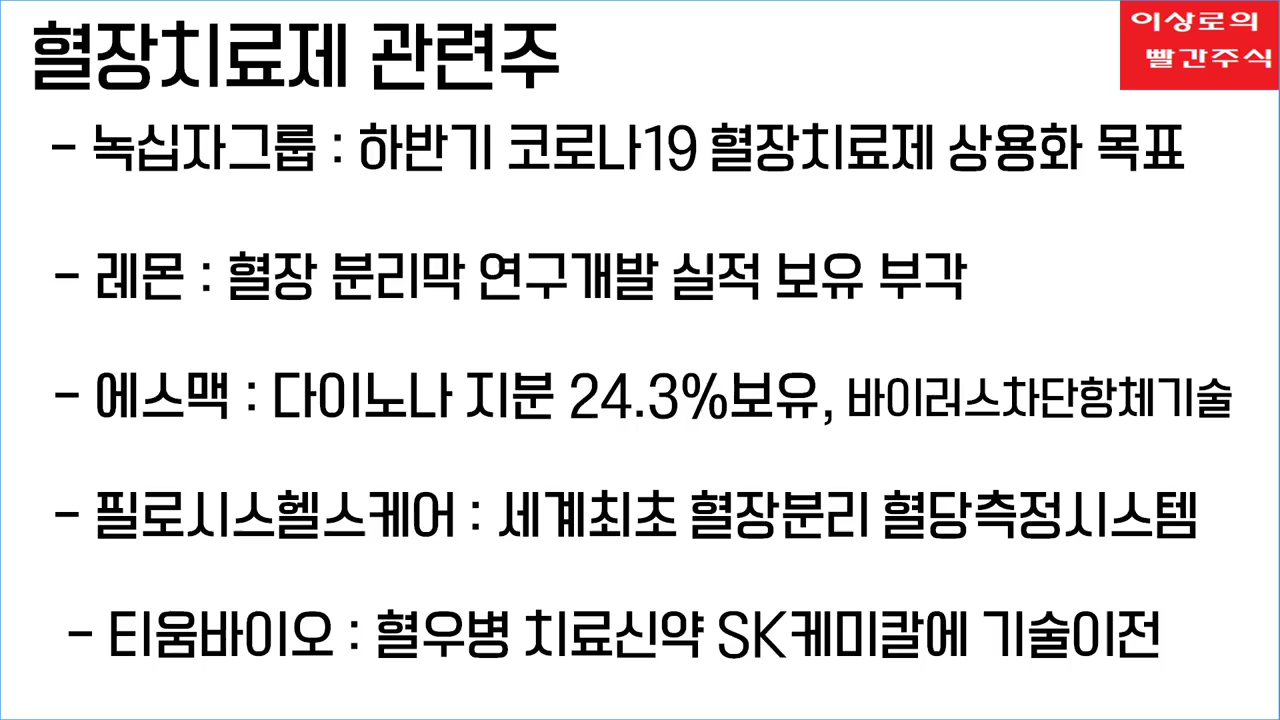 혈장치료제 관련주
이상로의
빨간주식
- 녹십자그룹 : 하반기 코로나19 혈장치료제 상용화 목표
- 레몬 : 혈장 분리막 연구개발 실적 보유 부각
- 에스맥 : 다이노나 지분 24.3%보유, 바이러스차단항체기술
- 필로시스헬스케어 : 세계최초 혈장분리 혈당측정시스템
- 티움바이오 : 혈우병 치료신약 SK케미칼에 기술이전